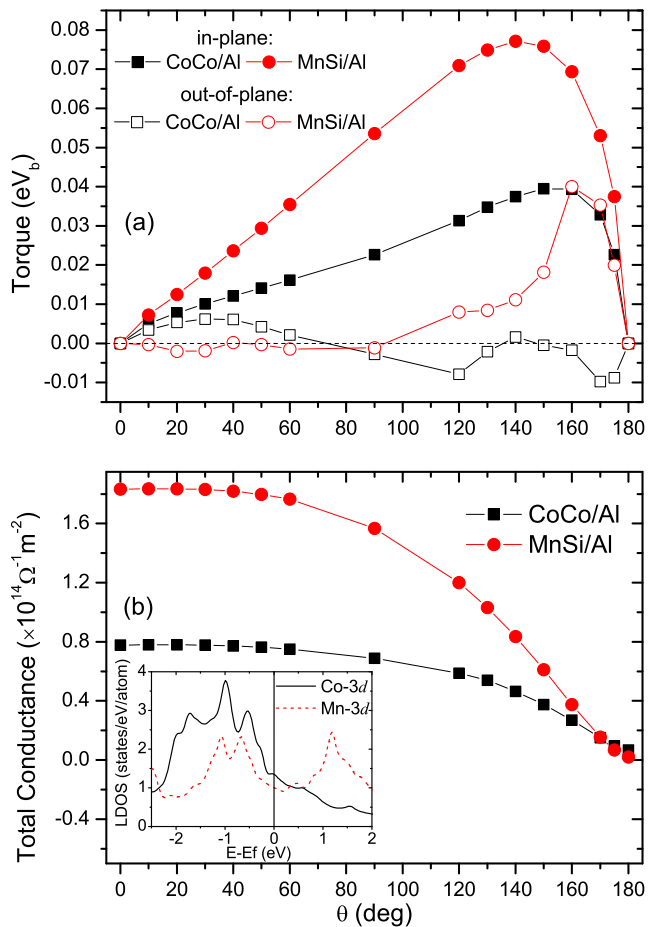 in-plane:
CoCo/Al MnSi/Al
out-of-plane:
CoCo/Al MnSi/Al
0.08
0.07
0.06
0.05
0.04
0.03
0.02
0.01
0.00
-0.01
Torque (eV_b)
(a)
0 20 40 60 80 100 120 140 160 180
CoCo/Al
MnSi/Al
1.6
1.2
0.8
0.4
0.0
-0.4
Total Conductance (×10^14Ω^-1m^-2)
(b)
Co-3d
Mn-3d
4
3
2
1
0
LDOS (states/eV/atom)
-2 -1 0 1 2
E-Ef (eV)
0 20 40 60 80 100 120 140 160 180
θ (deg)